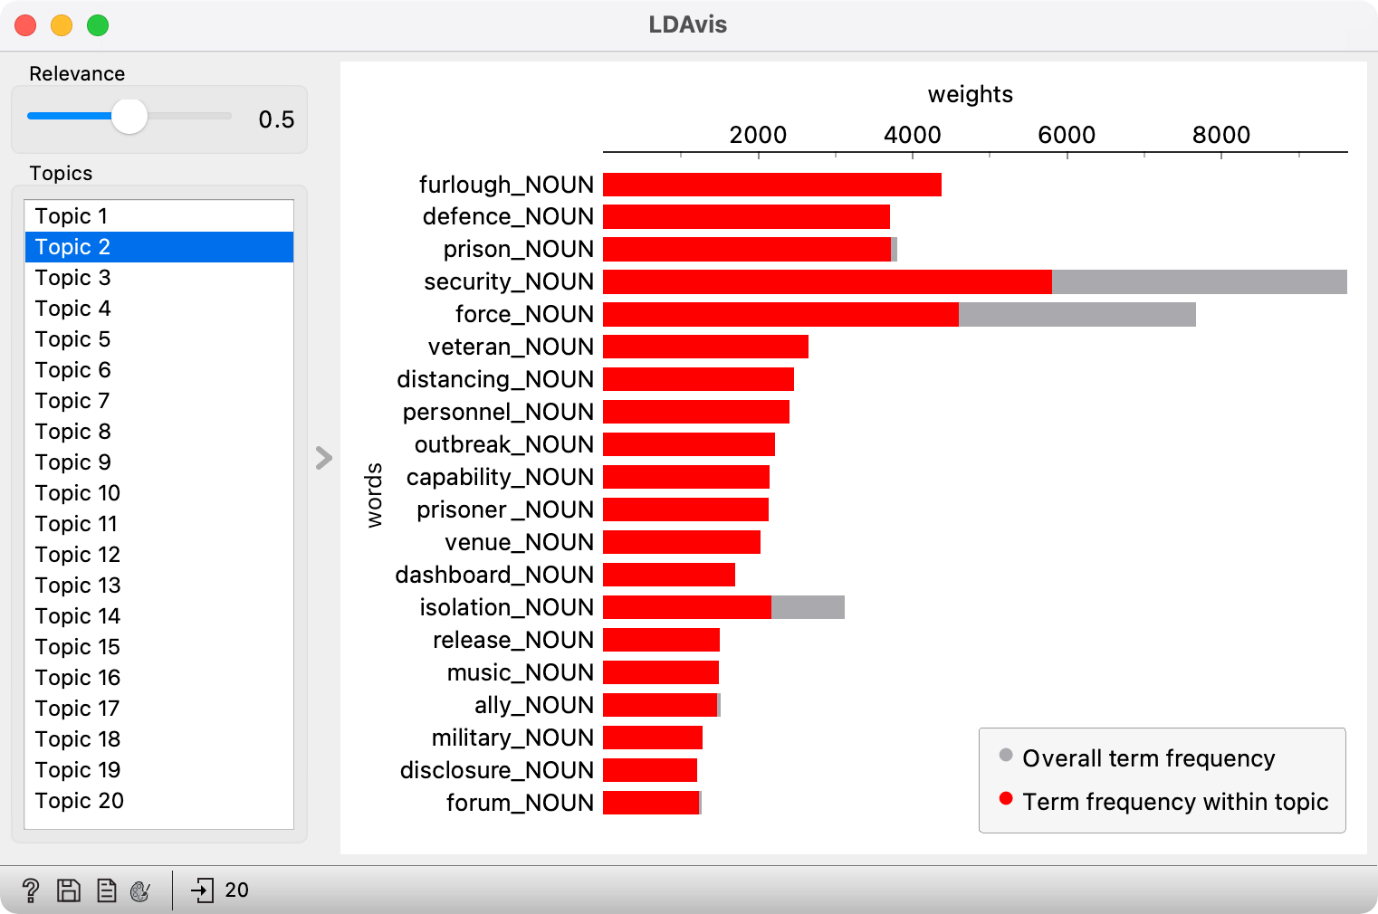 LDAvis
Relevance
0.5
Topics
Topic 1
Topic 2
Topic 3
Topic 4
Topic 5
Topic 6
Topic 7
Topic 8
Topic 9
Topic 10
Topic 11
Topic 12
Topic 13
Topic 14
Topic 15
Topic 16
Topic 17
Topic 18
Topic 19
Topic 20
weights
2000 4000 6000 8000
words
furlough_NOUN
defence_NOUN
prison_NOUN
security_NOUN
force_NOUN
veteran_NOUN
distancing_NOUN
personnel_NOUN
outbreak_NOUN
capability_NOUN
prisoner_NOUN
venue_NOUN
dashboard_NOUN
isolation_NOUN
release_NOUN
music_NOUN
ally_NOUN
military_NOUN
disclosure_NOUN
forum_NOUN
Overall term frequency
Term frequency within topic
? 20